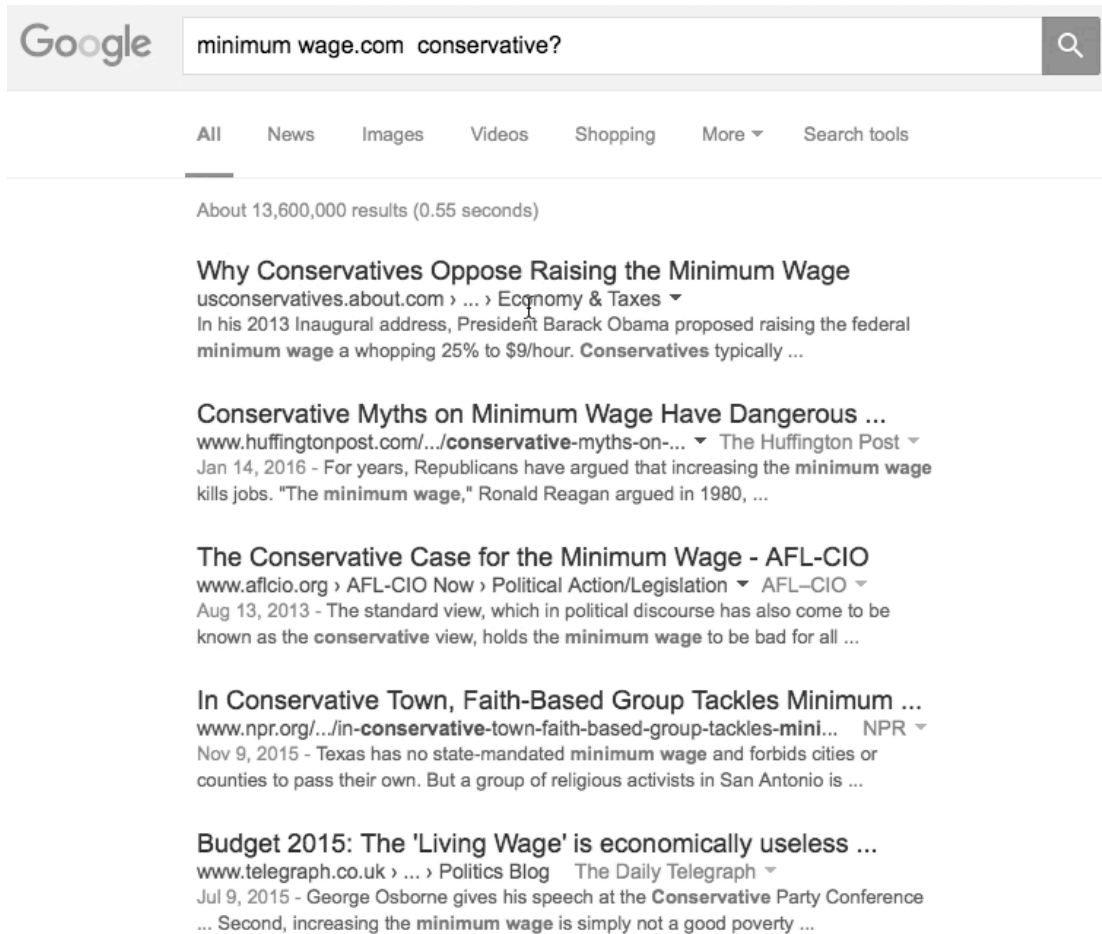 Google
minimum wage.com conservative?
All News Images Videos Shopping More Search tools
About 13,600,000 results (0.55 seconds)
Why Conservatives Oppose Raising the Minimum Wage
usconservatives.about.com › ... › Economy & Taxes
In his 2013 Inaugural address, President Barack Obama proposed raising the federal
minimum wage a whopping 25% to $9/hour. Conservatives typically ...
Conservative Myths on Minimum Wage Have Dangerous ...
www.huffingtonpost.com/.../conservative-myths-on-... The Huffington Post
Jan 14, 2016 - For years, Republicans have argued that increasing the minimum wage
kills jobs. "The minimum wage," Ronald Reagan argued in 1980, ...
The Conservative Case for the Minimum Wage - AFL-CIO
www.aflcio.org › AFL-CIO Now › Political Action/Legislation AFL–CIO
Aug 13, 2013 - The standard view, which in political discourse has also come to be
known as the conservative view, holds the minimum wage to be bad for all ...
In Conservative Town, Faith-Based Group Tackles Minimum ...
www.npr.org/.../in-conservative-town-faith-based-group-tackles-mini... NPR
Nov 9, 2015 - Texas has no state-mandated minimum wage and forbids cities or
counties to pass their own. But a group of religious activists in San Antonio is ...
Budget 2015: The 'Living Wage' is economically useless ...
www.telegraph.co.uk › ... › Politics Blog The Daily Telegraph
Jul 9, 2015 - George Osborne gives his speech at the Conservative Party Conference
... Second, increasing the minimum wage is simply not a good poverty ...